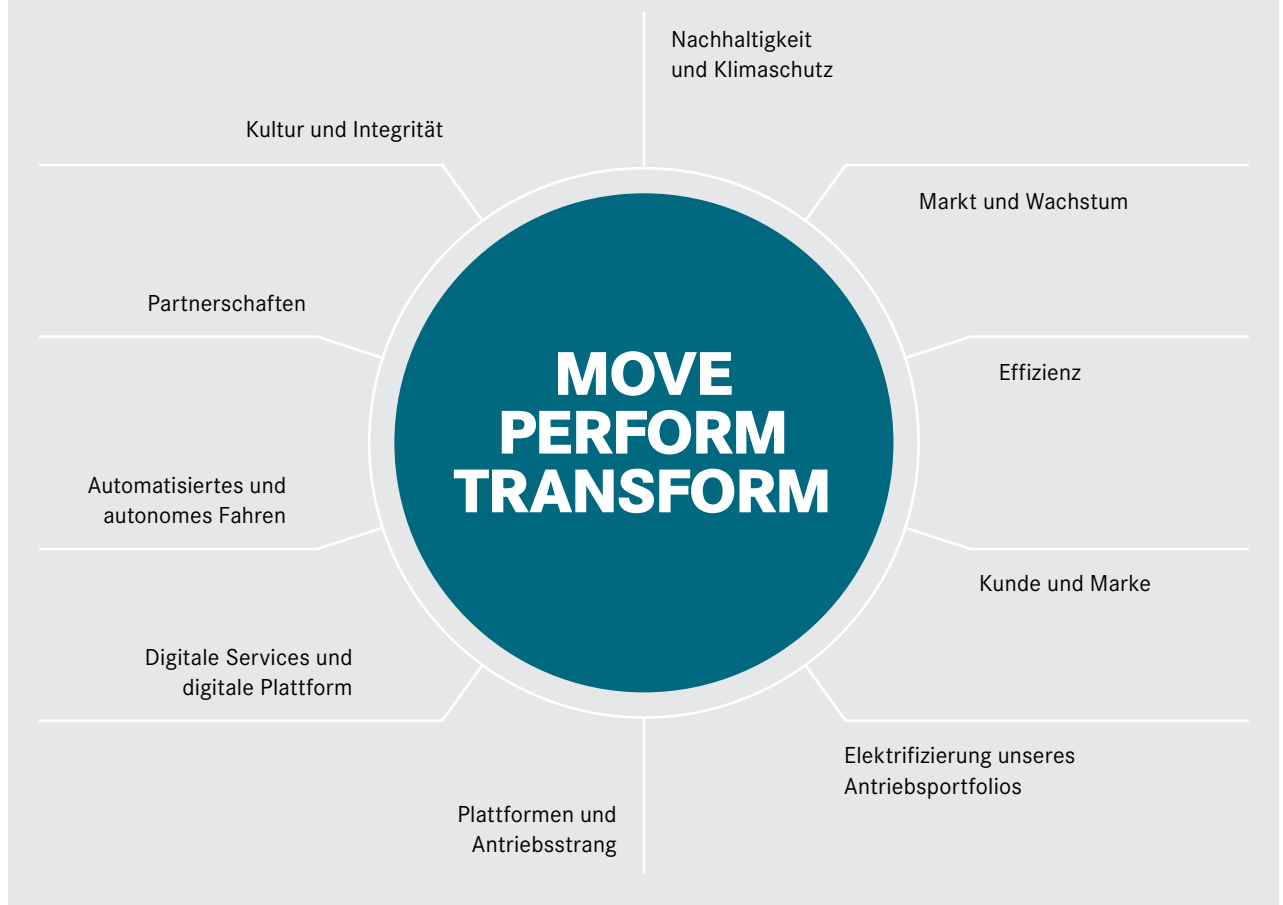 Nachhaltigkeit
und Klimaschutz
Kultur und Integrität
Markt und Wachstum
Partnerschaften
Effizienz
MOVE
PERFORM
TRANSFORM
Automatisiertes und
autonomes Fahren
Kunde und Marke
Digitale Services und
digitale Plattform
Elektrifizierung unseres
Antriebsportfolios
Plattformen und
Antriebsstrang